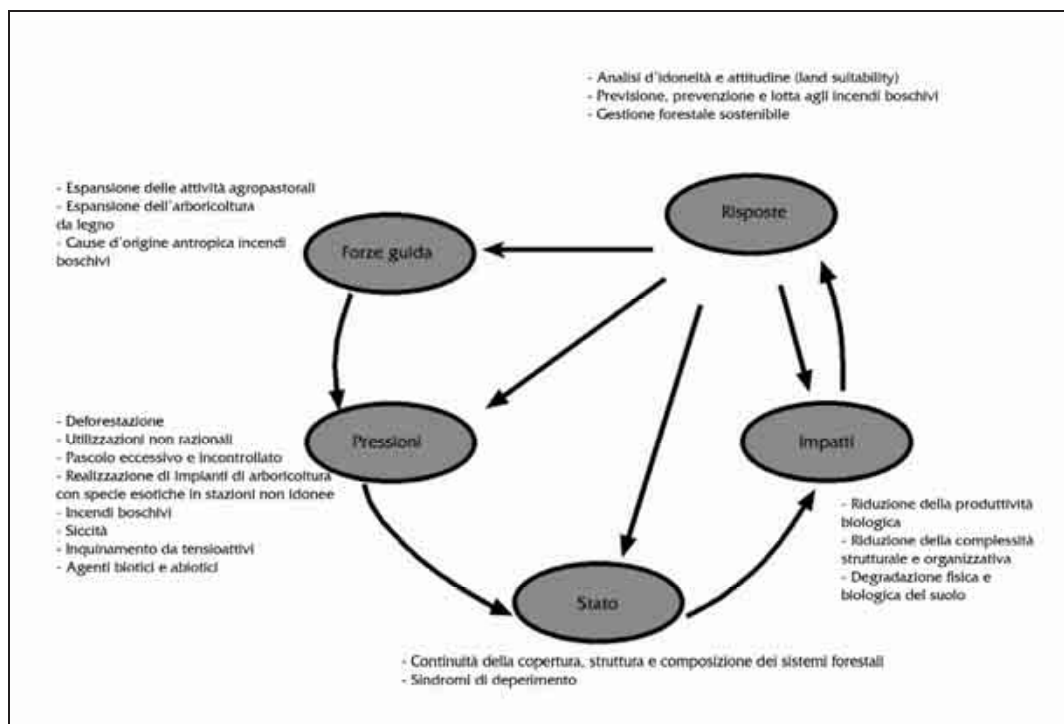 - Analisi d'idoneità e attitudine (land suitability)
- Previsione, prevenzione e lotta agli incendi boschivi
- Gestione forestale sostenibile
Risposte
- Espansione delle attività agropastorali
- Espansione dell'arboricoltura
da legno
- Cause d'origine antropica incendi
boschivi
Forze guida
- Deforestazione
- Utilizzazioni non razionali
- Pascolo eccessivo e incontrollato
- Realizzazione di impianti di arboricoltura
con specie esotiche in stazioni non idonee
- Incendi boschivi
- Siccità
- Inquinamento da tensioattivi
- Agenti biotici e abiotici
Pressioni
Impatti
- Riduzione della produttività
biologica
- Riduzione della complessità
strutturale e organizzativa
- Degradazione fisica e
biologica del suolo
Stato
- Continuità della copertura, struttura e composizione dei sistemi forestali
- Sindromi di deperimento